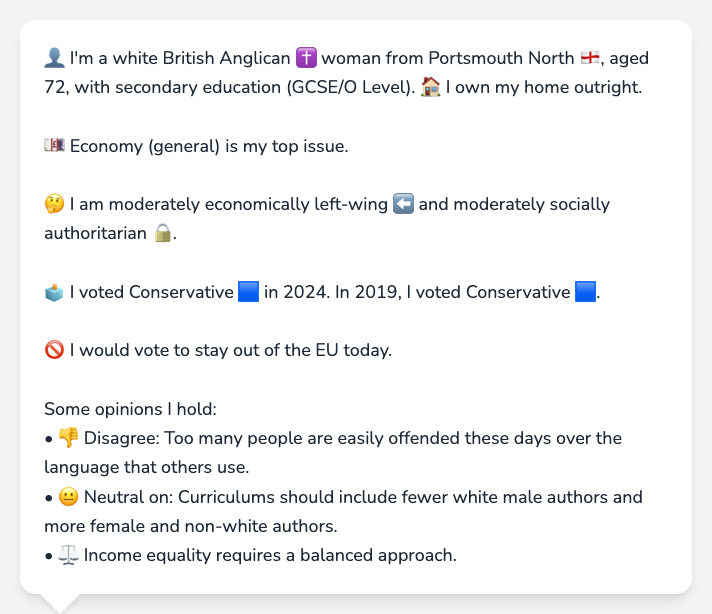 👤 I'm a white British Anglican ✝️ woman from Portsmouth North 🏴󠁧󠁢󠁥󠁮󠁧󠁿, aged
72, with secondary education (GCSE/O Level). 🏠 I own my home outright.
💷 Economy (general) is my top issue.
🤔 I am moderately economically left-wing ⬅️ and moderately socially
authoritarian 🔒.
🗳️ I voted Conservative 🟦 in 2024. In 2019, I voted Conservative 🟦.
🚫 I would vote to stay out of the EU today.
Some opinions I hold:
• 👎 Disagree: Too many people are easily offended these days over the
language that others use.
• 😐 Neutral on: Curriculums should include fewer white male authors and
more female and non-white authors.
• ⚖️ Income equality requires a balanced approach.